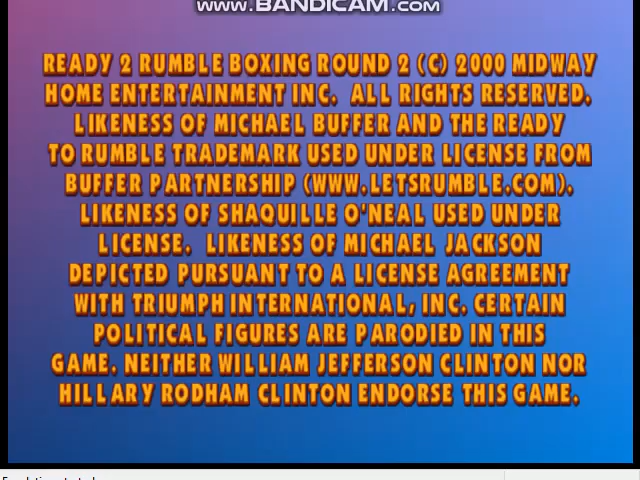 WWW.BANDICAM.COM
READY 2 RUMBLE BOXING ROUND 2 (C) 2000 MIDWAY
HOME ENTERTAINMENT INC. ALL RIGHTS RESERVED.
LIKENESS OF MICHAEL BUFFER AND THE READY
TO RUMBLE TRADEMARK USED UNDER LICENSE FROM
BUFFER PARTNERSHIP (WWW.LETSRUMBLE.COM).
LIKENESS OF SHAQUILLE O'NEAL USED UNDER
LICENSE. LIKENESS OF MICHAEL JACKSON
DEPICTED PURSUANT TO A LICENSE AGREEMENT
WITH TRIUMPH INTERNATIONAL, INC. CERTAIN
POLITICAL FIGURES ARE PARODIED IN THIS
GAME. NEITHER WILLIAM JEFFERSON CLINTON NOR
HILLARY RODHAM CLINTON ENDORSE THIS GAME.